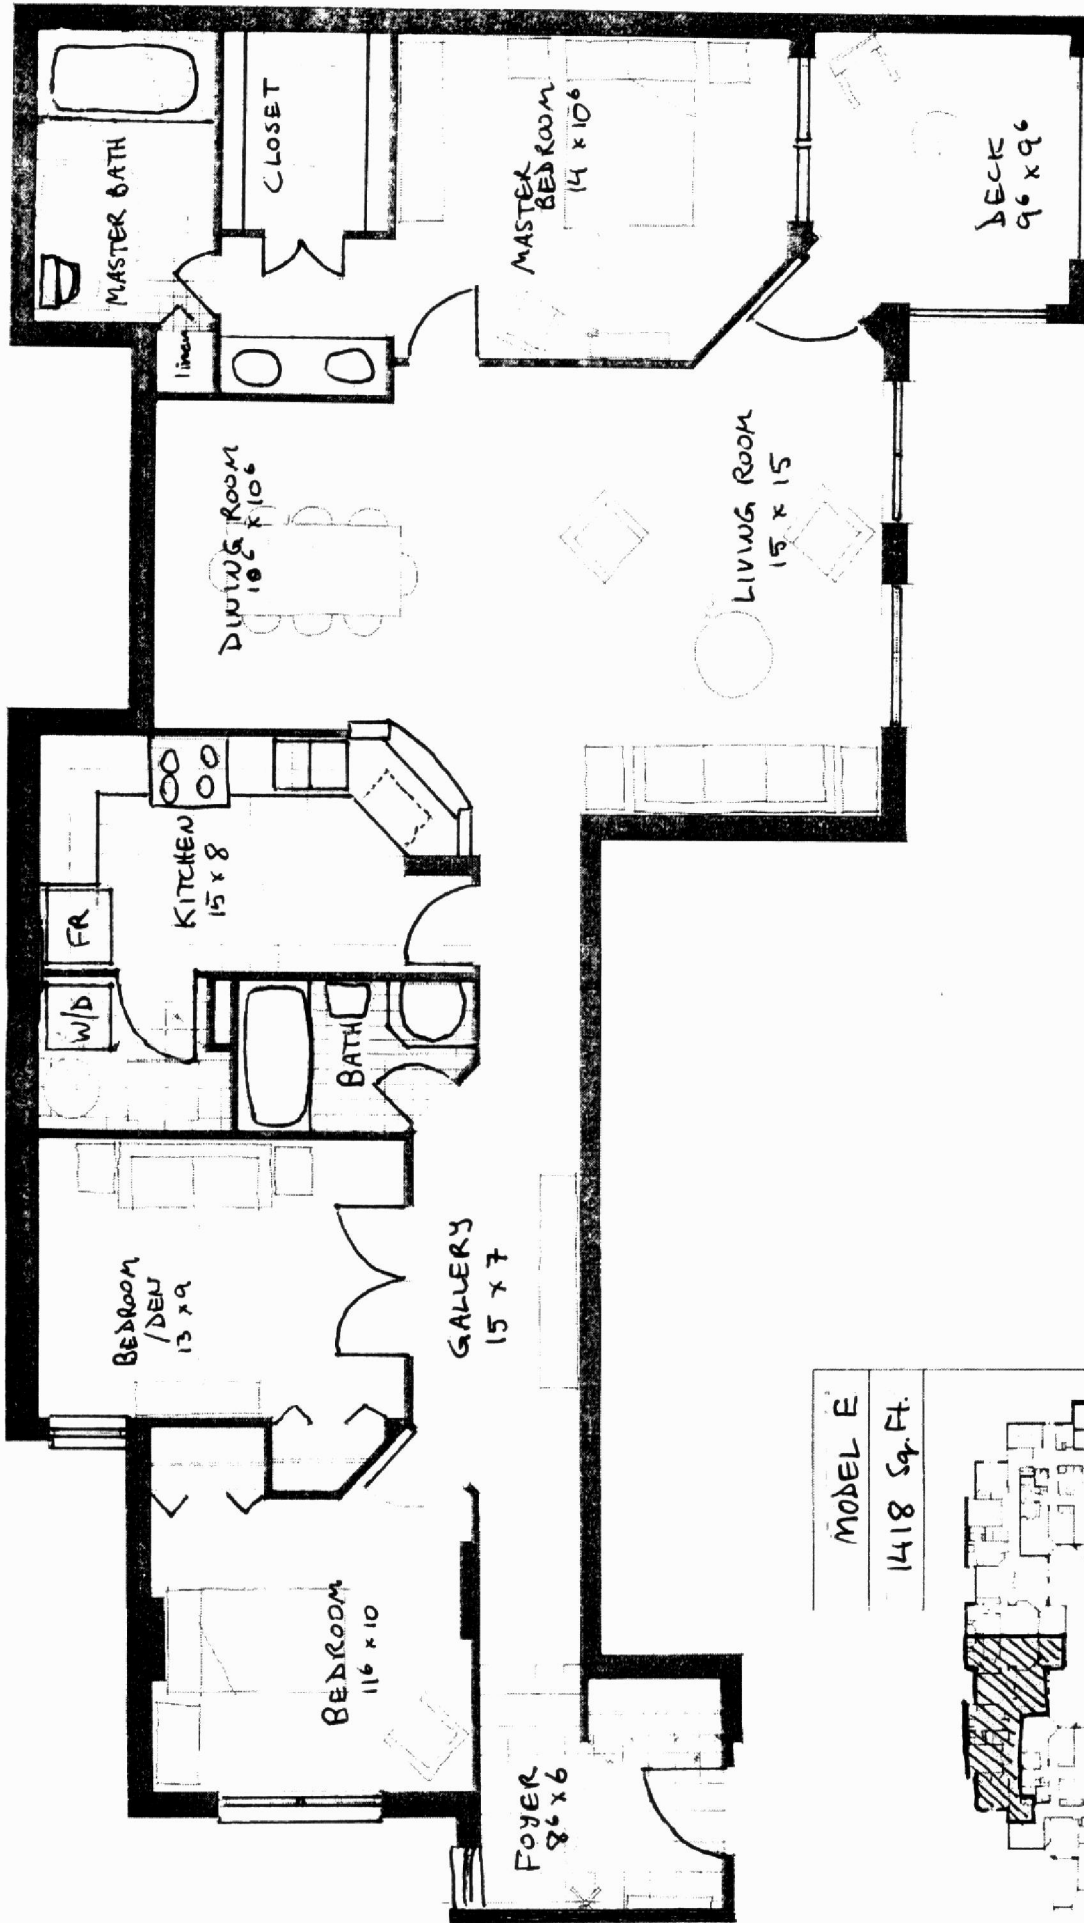 MASTER BATH
CLOSET
linen
MASTER
BEDROOM
14 x 10⁶
DECK
9⁶ x 9⁶
DINING ROOM
10⁶ x 10⁶
LIVING ROOM
15 x 15
KITCHEN
15 x 8
FR
W/D
BATH
BEDROOM
/DEN
13 x 9
GALLERY
15 x 7
BEDROOM
11⁶ x 10
FOYER
8⁶ x 6
MODEL E
1418 Sq. Ft.